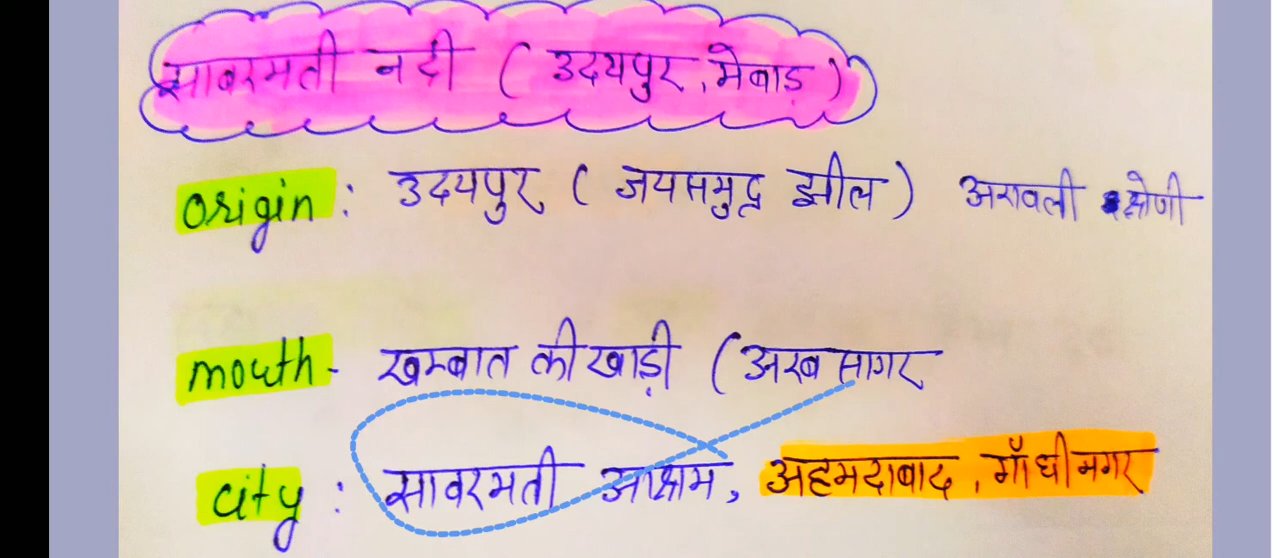 साबरमती नदी ( उदयपुर, मेवाड़ )
origin : उदयपुर ( जयसमुद्र झील ) अरावली श्रेणी
mouth - खम्बात की खाड़ी ( अरब सागर
city : साबरमती आश्रम, अहमदाबाद, गाँधीनगर